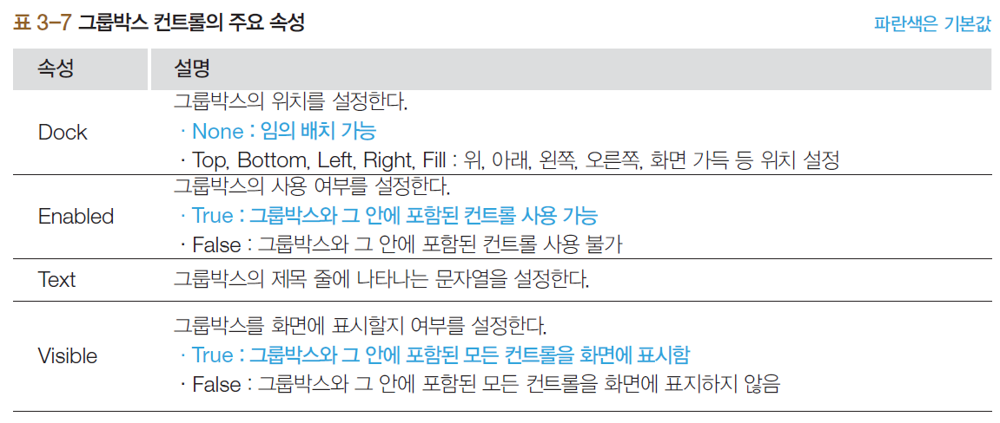 표 3-7 그룹박스 컨트롤의 주요 속성
파란색은 기본값
속성
설명
Dock
그룹박스의 위치를 설정한다.
· None : 임의 배치 가능
· Top, Bottom, Left, Right, Fill : 위, 아래, 왼쪽, 오른쪽, 화면 가득 등 위치 설정
Enabled
그룹박스의 사용 여부를 설정한다.
· True : 그룹박스와 그 안에 포함된 컨트롤 사용 가능
· False : 그룹박스와 그 안에 포함된 컨트롤 사용 불가
Text
그룹박스의 제목 줄에 나타나는 문자열을 설정한다.
Visible
그룹박스를 화면에 표시할지 여부를 설정한다.
· True : 그룹박스와 그 안에 포함된 모든 컨트롤을 화면에 표시함
· False : 그룹박스와 그 안에 포함된 모든 컨트롤을 화면에 표지하지 않음